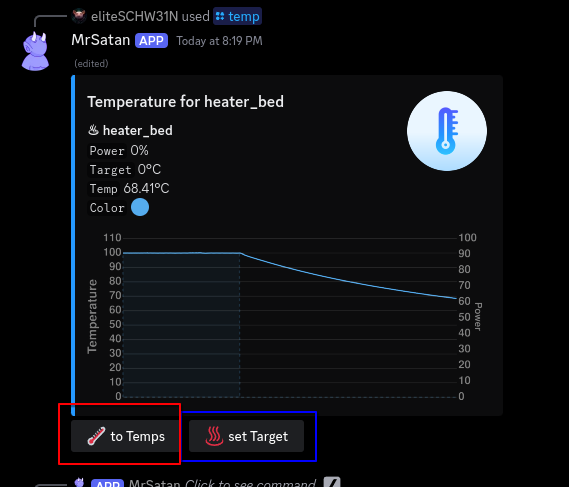 eliteSCHW31N used temp
MrSatan APP Today at 8:19 PM
(edited)
Temperature for heater_bed
♨ heater_bed
Power 0%
Target 0°C
Temp 68.41°C
Color
110
100
90
80
70
60
50
40
30
20
10
0
Temperature
100
90
80
70
60
50
40
30
20
10
0
Power
to Temps
set Target
APP MrSatan Click to see command